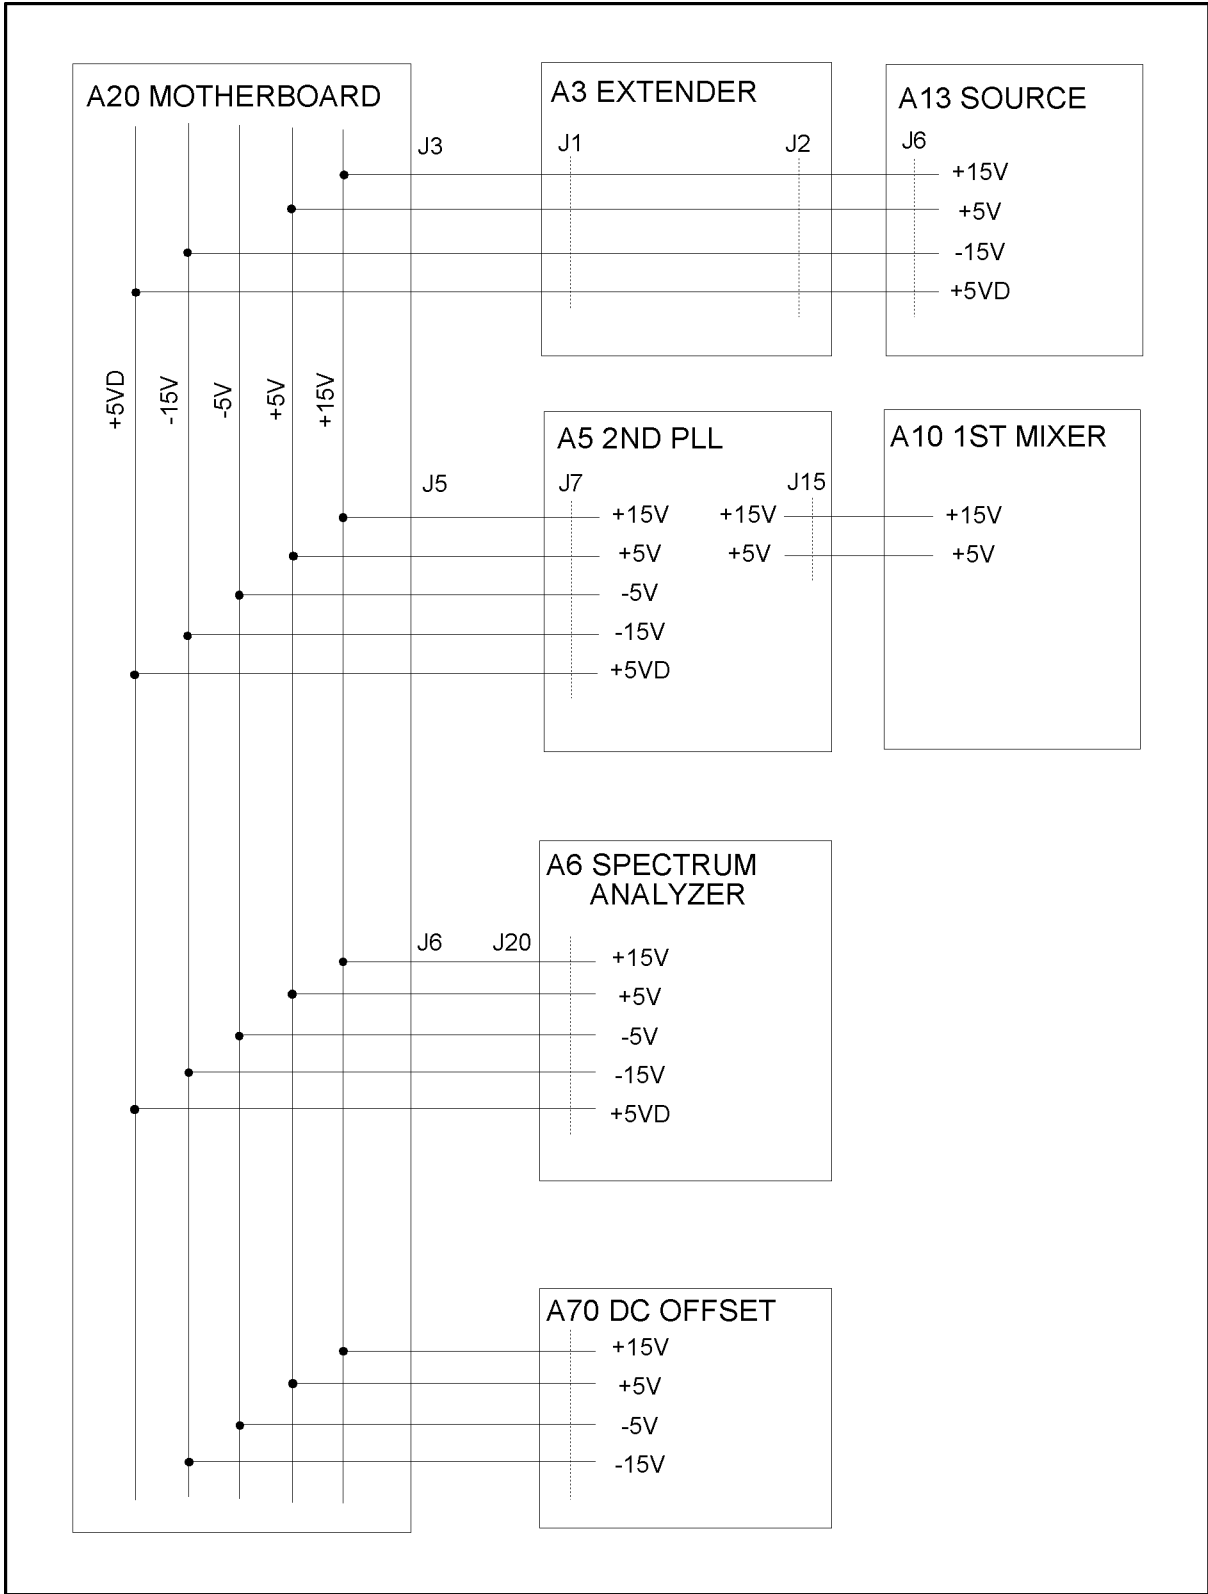 A20 MOTHERBOARD
+5VD
-15V
-5V
+5V
+15V
J3
A3 EXTENDER
J1
J2
A13 SOURCE
J6
+15V
+5V
-15V
+5VD
J5
A5 2ND PLL
J7
+15V
+5V
-5V
-15V
+5VD
J15
+15V
+5V
A10 1ST MIXER
+15V
+5V
J6
J20
A6 SPECTRUM
ANALYZER
+15V
+5V
-5V
-15V
+5VD
A70 DC OFFSET
+15V
+5V
-5V
-15V